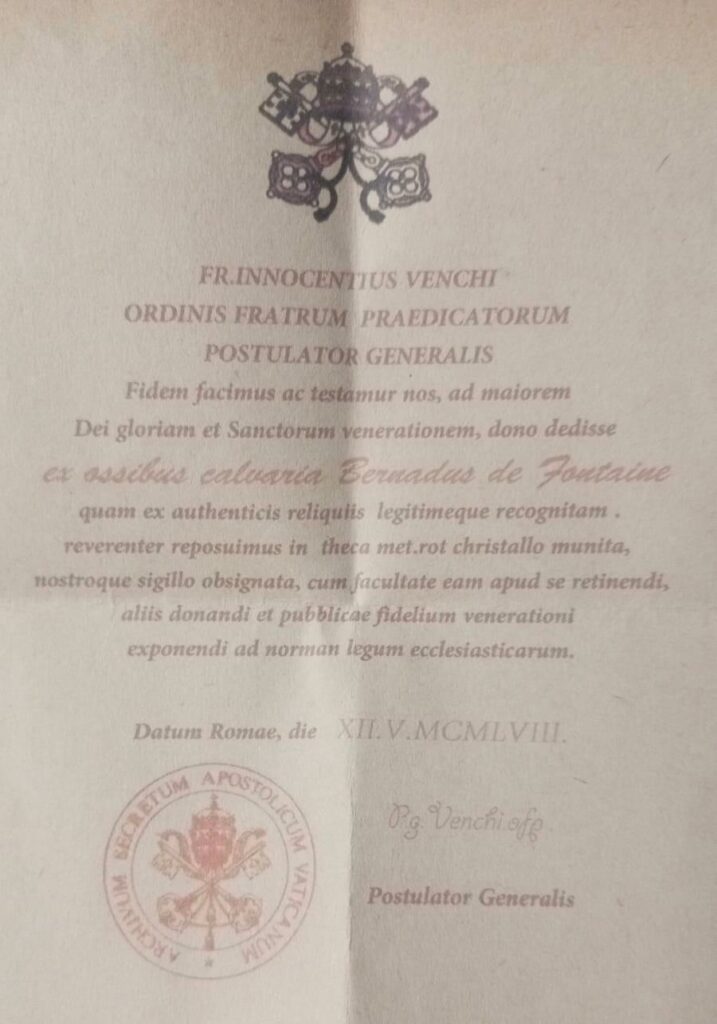 FR.INNOCENTIUS VENCHI
ORDINIS FRATRUM PRAEDICATORUM
POSTULATOR GENERALIS
Fidem facimus ac testamur nos, ad maiorem
Dei gloriam et Sanctorum venerationem, dono dedisse
ex ossibus calvaria Bernadus de Fontaine
quam ex authenticis reliquiis legitimeque recognitam .
reverenter reposuimus in theca met.rot christallo munita,
nostroque sigillo obsignata, cum facultate eam apud se retinendi,
aliis donandi et pubblicae fidelium venerationi
exponendi ad norman legum ecclesiasticarum.
Datum Romae, die XII.V.MCMLVIII.
ARCHIVUM SECRETUM APOSTOLICUM VATICANUM
P.g. Venchi ofp
Postulator Generalis